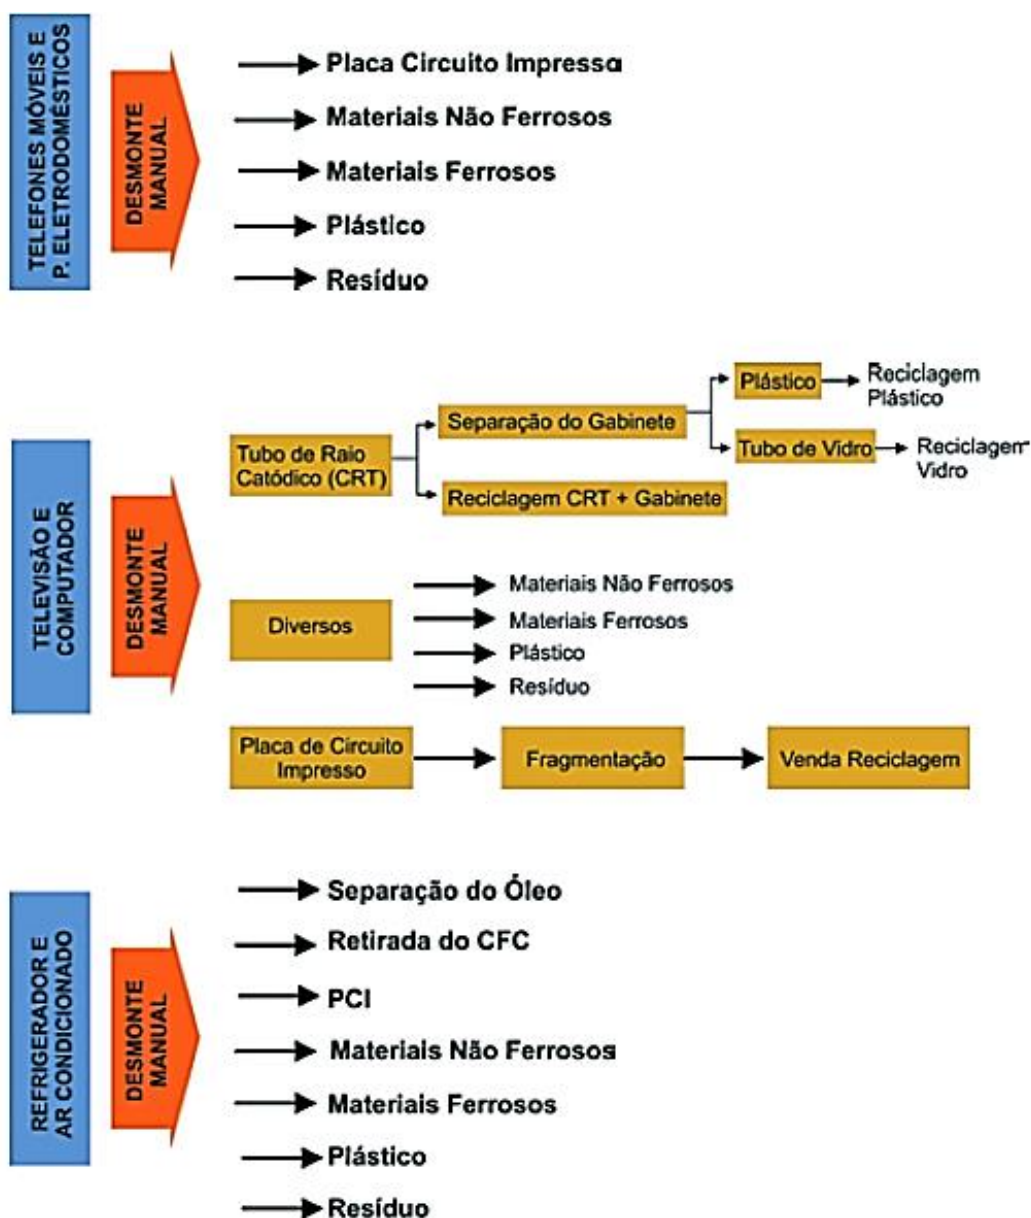 TELEFONES MÓVEIS E
P. ELETRODOMÉSTICOS
DESMONTE
MANUAL
Placa Circuito Impressa
Materiais Não Ferrosos
Materiais Ferrosos
Plástico
Resíduo
TELEVISÃO E
COMPUTADOR
DESMONTE
MANUAL
Tubo de Raio
Catódico (CRT)
Separação do Gabinete
Plástico
Reciclagem
Plástico
Tubo de Vidro
Reciclagem
Vidro
Reciclagem CRT + Gabinete
Diversos
Materiais Não Ferrosos
Materiais Ferrosos
Plástico
Resíduo
Placa de Circuito
Impresso
Fragmentação
Venda Reciclagem
REFRIGERADOR E
AR CONDICIONADO
DESMONTE
MANUAL
Separação do Óleo
Retirada do CFC
PCI
Materiais Não Ferrosos
Materiais Ferrosos
Plástico
Resíduo